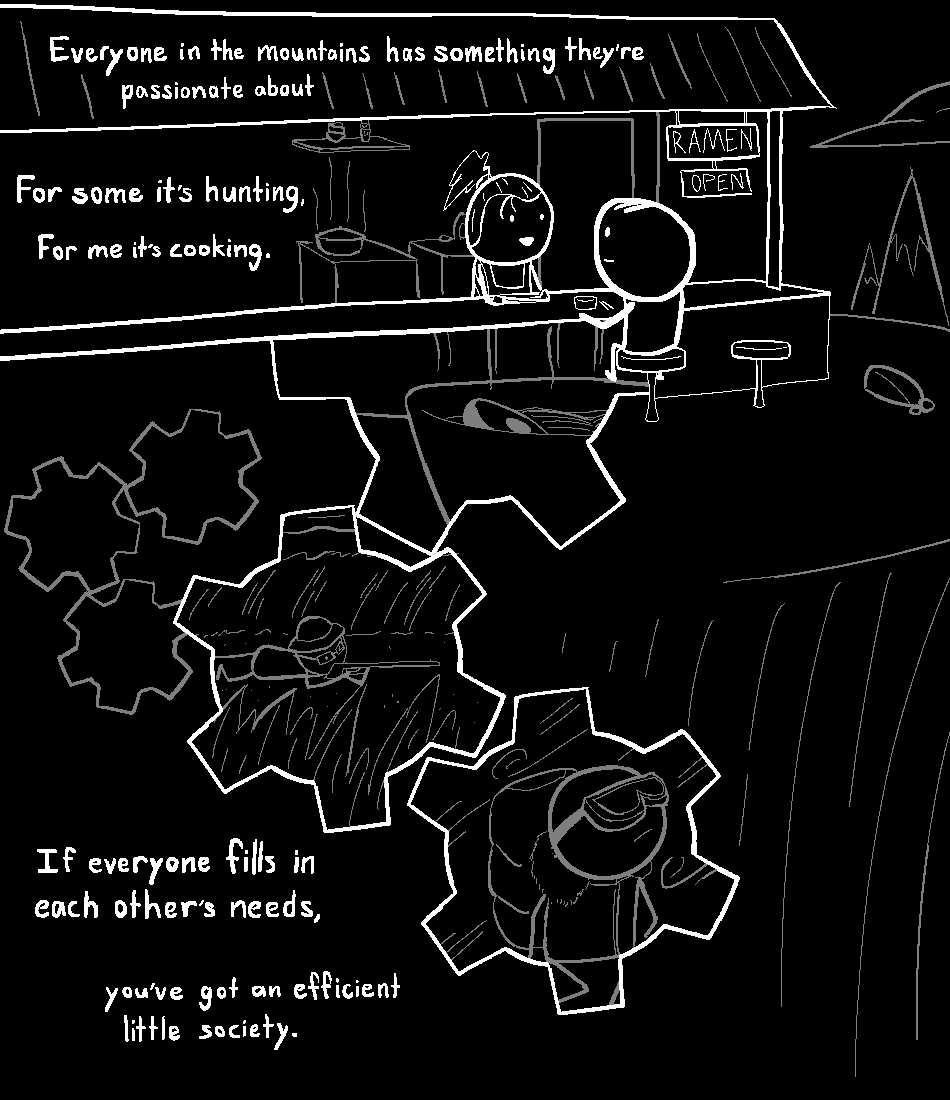 Everyone in the mountains has something they're
passionate about
For some it's hunting,
For me it's cooking.
RAMEN
OPEN
If everyone fills in
each other's needs,
you've got an efficient
little society.